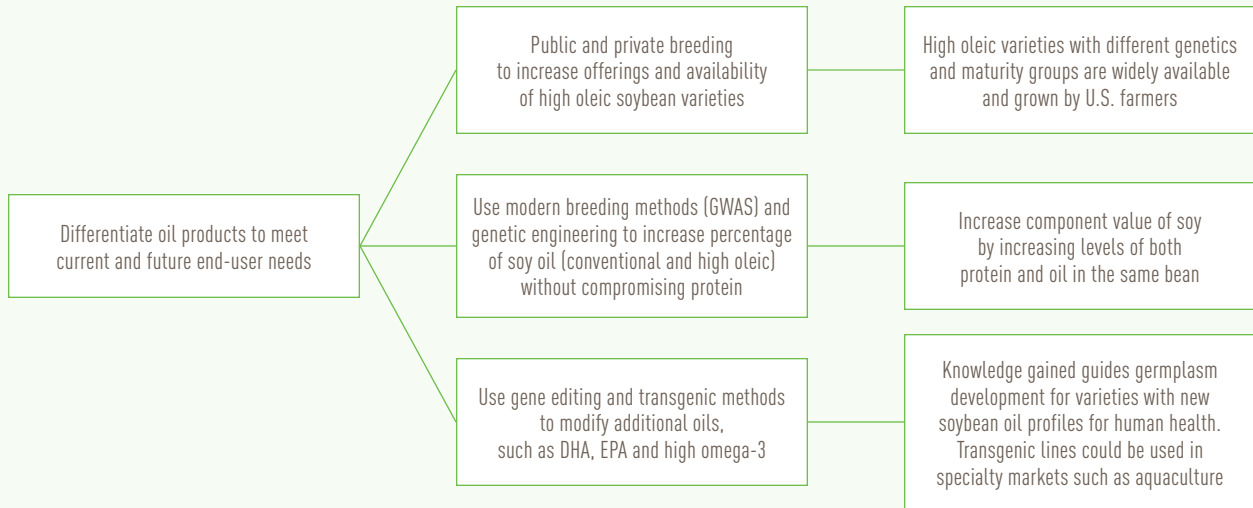 Differentiate oil products to meet
current and future end-user needs
Public and private breeding
to increase offerings and availability
of high oleic soybean varieties
High oleic varieties with different genetics
and maturity groups are widely available
and grown by U.S. farmers
Use modern breeding methods (GWAS) and
genetic engineering to increase percentage
of soy oil (conventional and high oleic)
without compromising protein
Increase component value of soy
by increasing levels of both
protein and oil in the same bean
Use gene editing and transgenic methods
to modify additional oils,
such as DHA, EPA and high omega-3
Knowledge gained guides germplasm
development for varieties with new
soybean oil profiles for human health.
Transgenic lines could be used in
specialty markets such as aquaculture